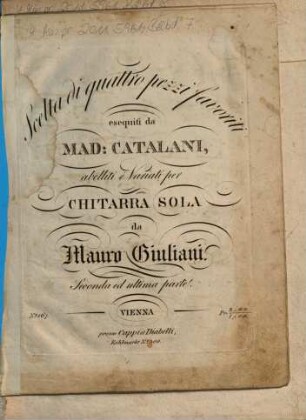 Scelta di quattro pezzi favoriti
esequiti da
MAD: CATALANI,
abelliti e Variati per
CHITARRA SOLA
da
Mauro Giuliani.
Seconda ed ultima parte.
VIENNA
presso Cappi e Diabelli,